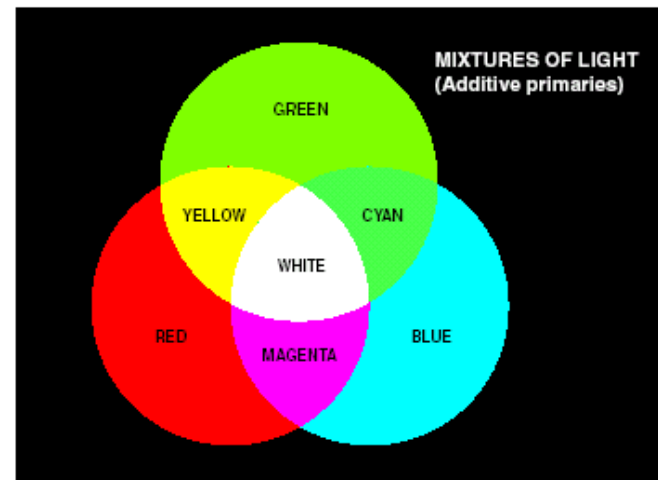 MIXTURES OF LIGHT
(Additive primaries)
GREEN
YELLOW
CYAN
WHITE
RED
MAGENTA
BLUE